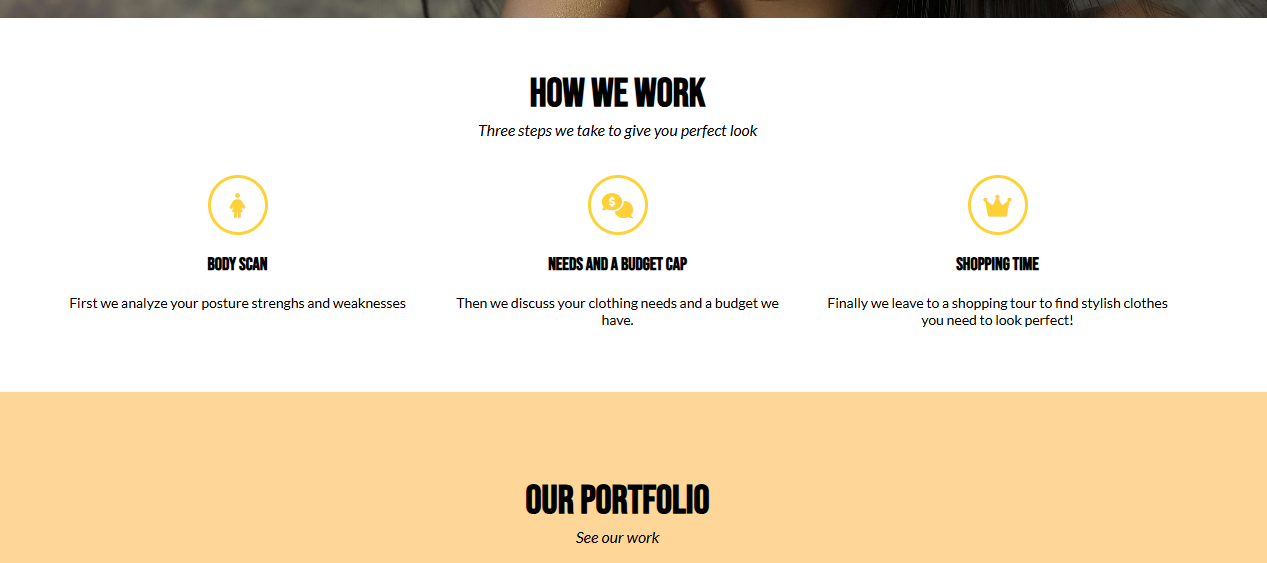 HOW WE WORK
Three steps we take to give you perfect look
$
BODY SCAN
First we analyze your posture strenghs and weaknesses
NEEDS AND A BUDGET CAP
Then we discuss your clothing needs and a budget we
have.
SHOPPING TIME
Finally we leave to a shopping tour to find stylish clothes
you need to look perfect!
OUR PORTFOLIO
See our work